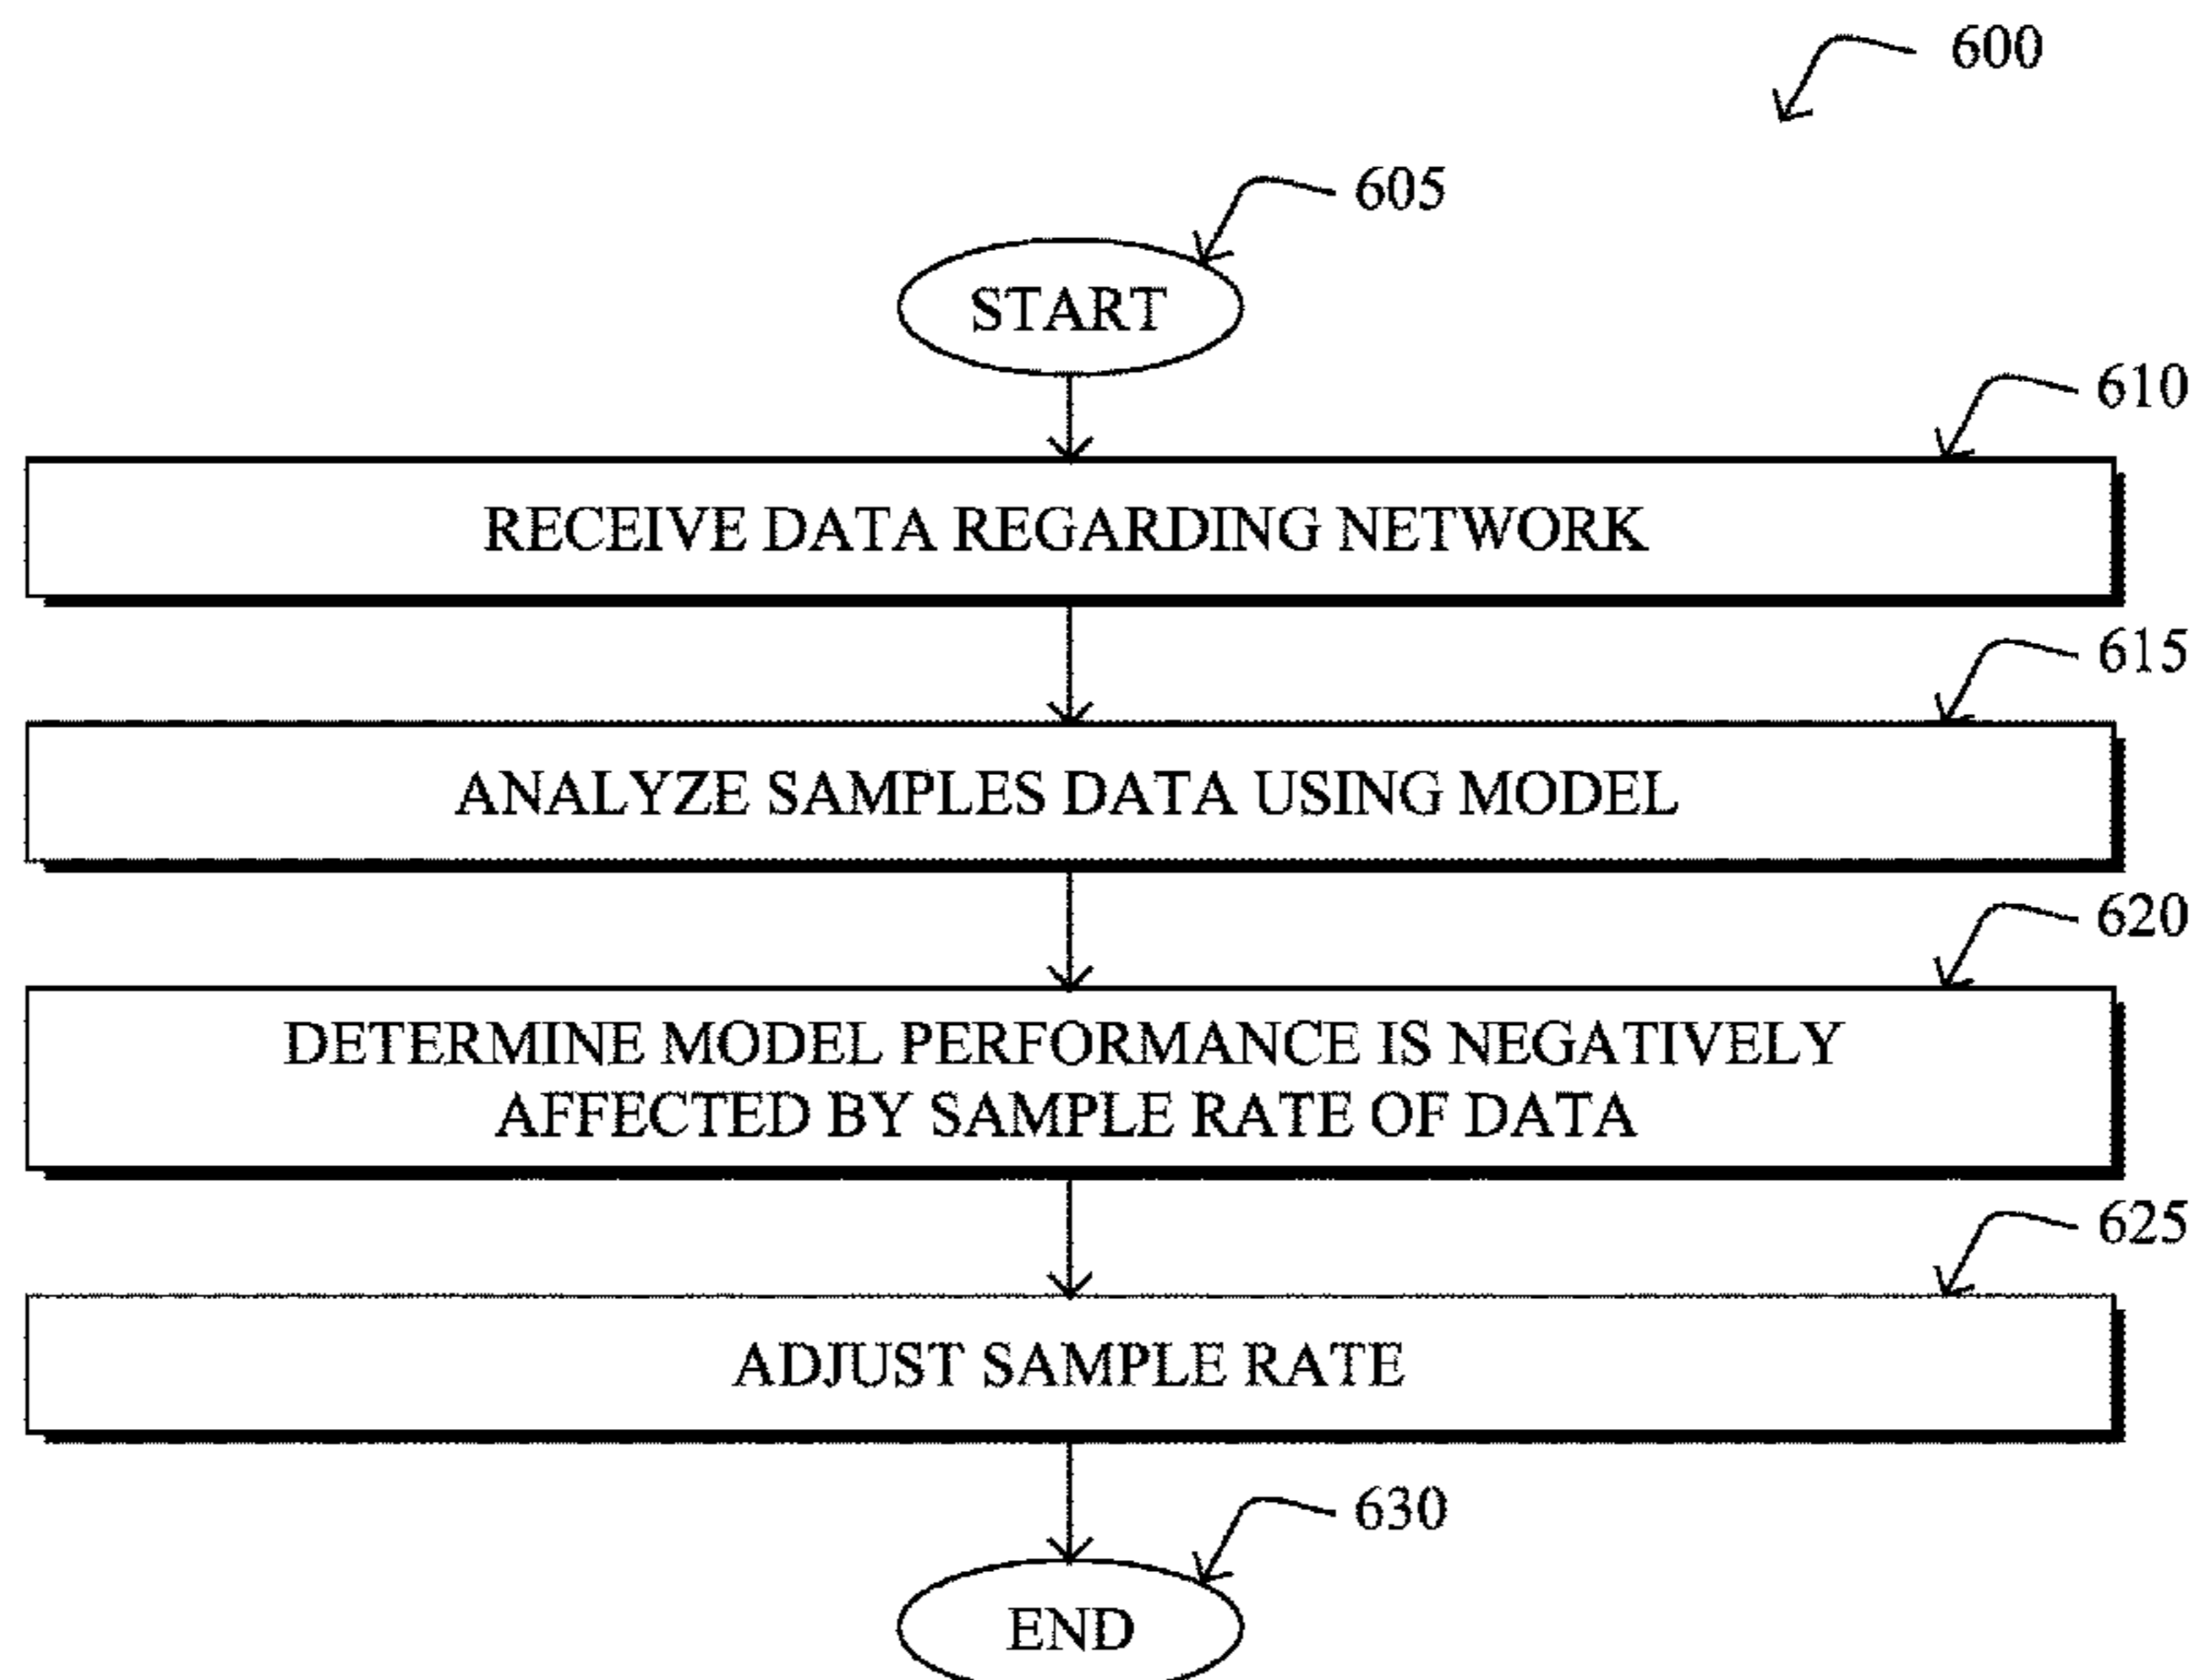 600
605
START
610
RECEIVE DATA REGARDING NETWORK
615
ANALYZE SAMPLES DATA USING MODEL
620
DETERMINE MODEL PERFORMANCE IS NEGATIVELY
AFFECTED BY SAMPLE RATE OF DATA
625
ADJUST SAMPLE RATE
630
END